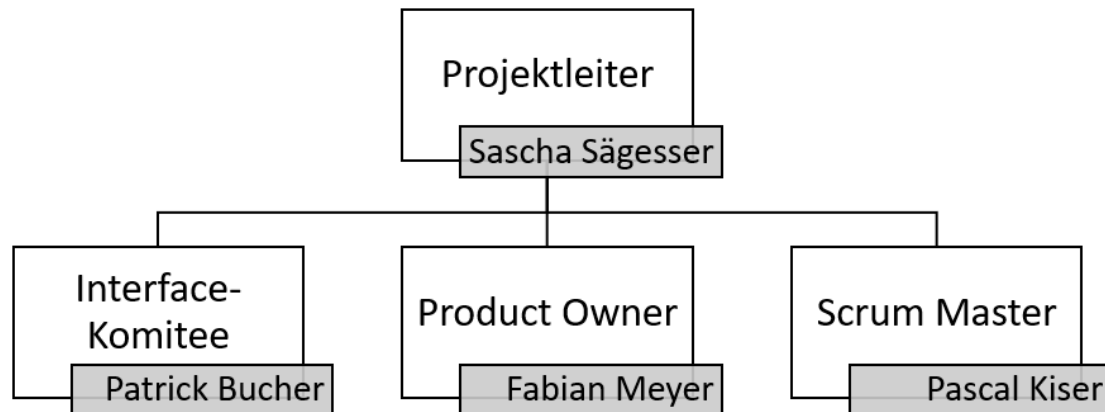 Projektleiter
Sascha Sägesser
Interface-
Komitee
Patrick Bucher
Product Owner
Fabian Meyer
Scrum Master
Pascal Kiser